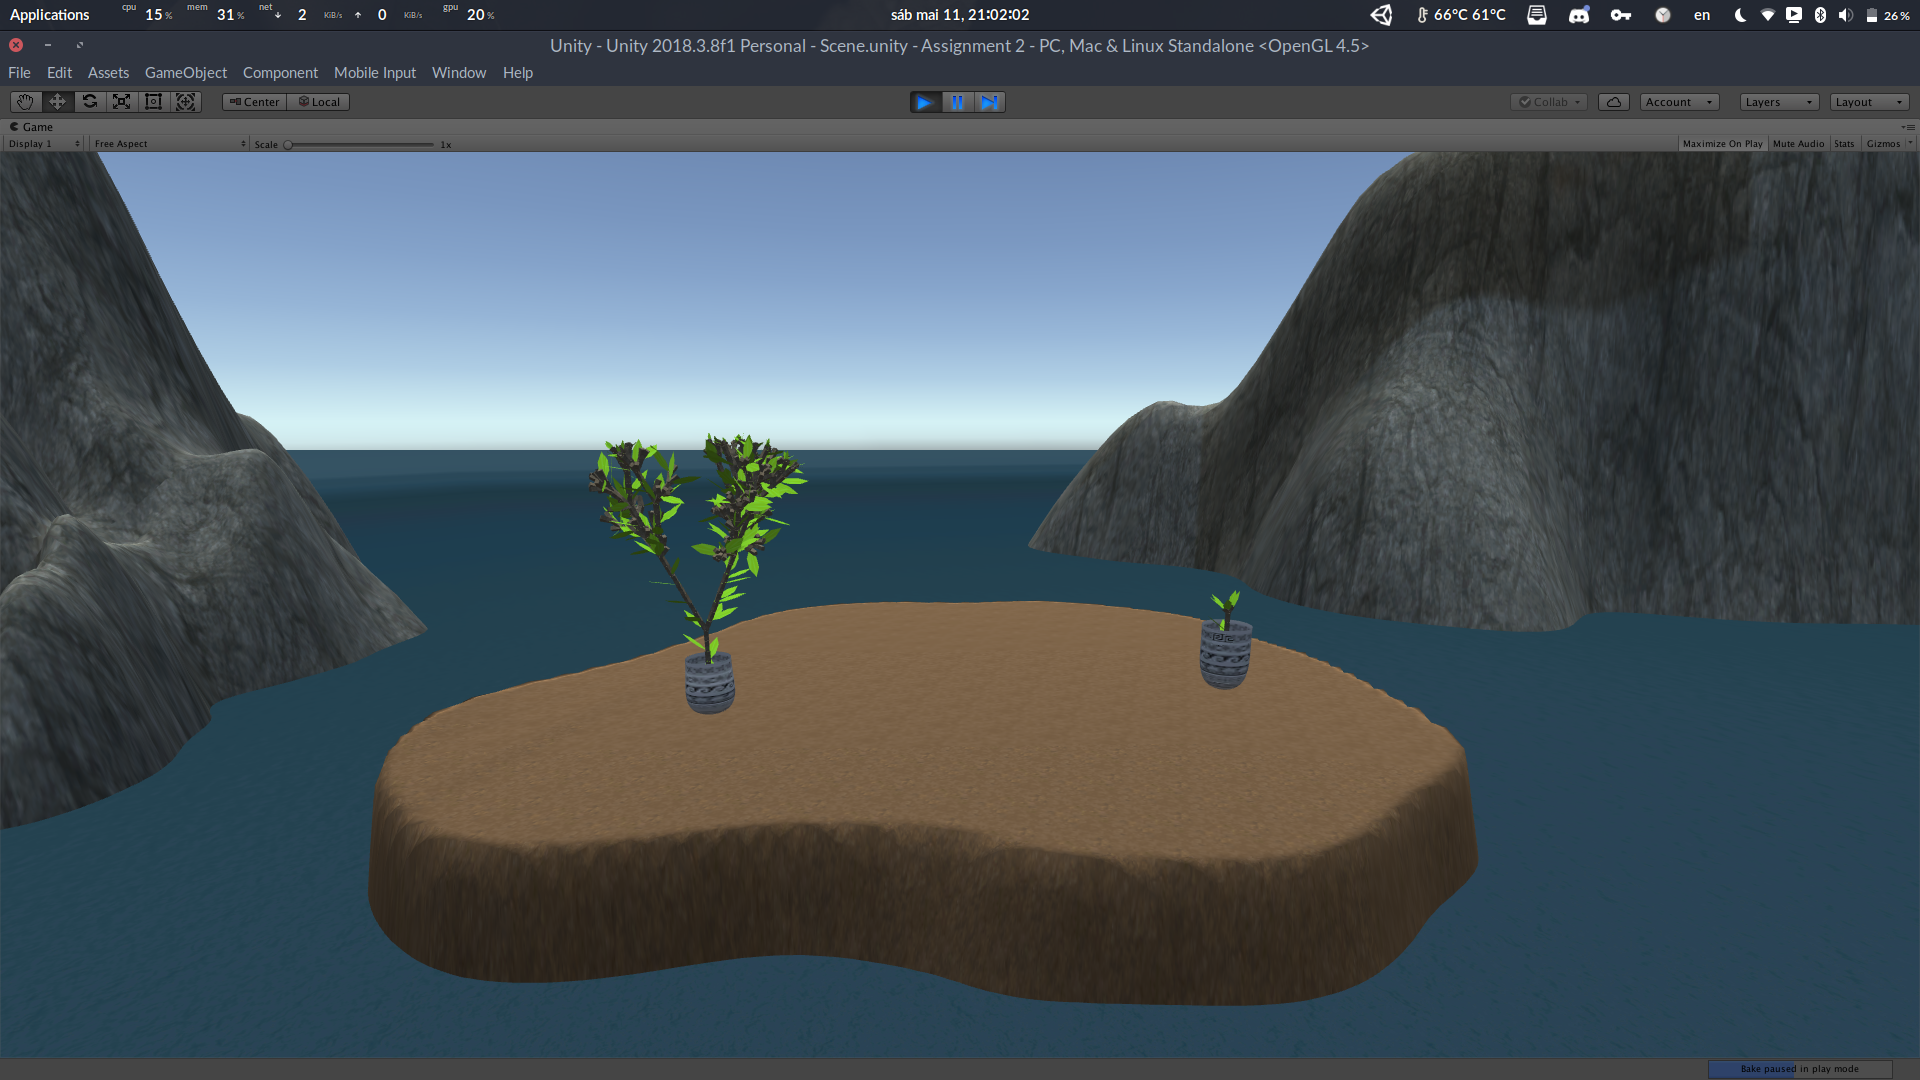 Applications cpu 15% mem 31% net ↓ 2 KiB/s ↑ 0 KiB/s gpu 20% sáb mai 11, 21:02:02 66°C 61°C en 26%
Unity - Unity 2018.3.8f1 Personal - Scene.unity - Assignment 2 - PC, Mac & Linux Standalone <OpenGL 4.5>
File Edit Assets GameObject Component Mobile Input Window Help
Center Local Collab Account Layers Layout
Game
Display 1 Free Aspect Scale 1x Maximize On Play Mute Audio Stats Gizmos
Bake paused in play mode